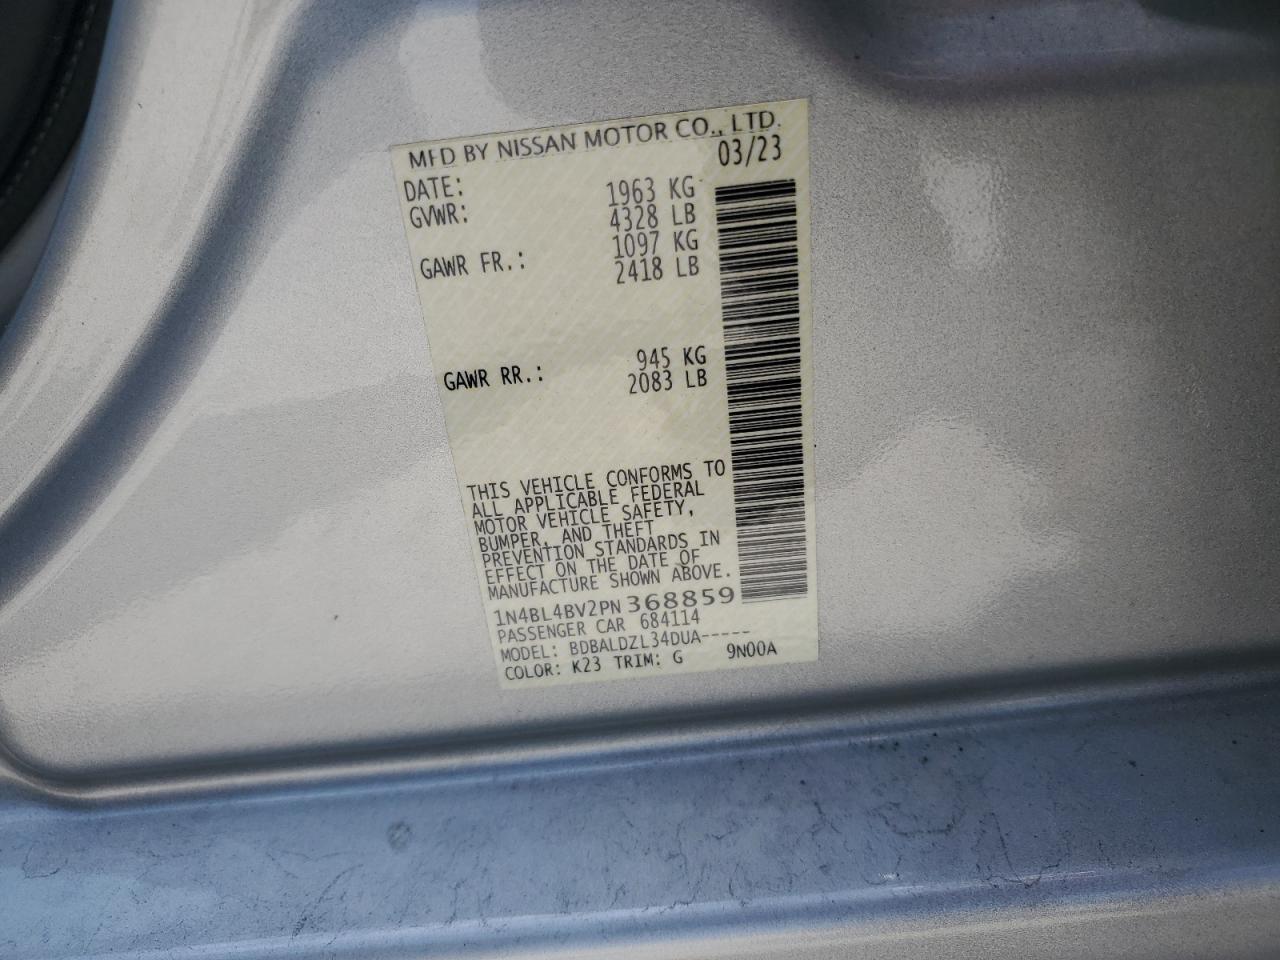 MFD BY NISSAN MOTOR CO., LTD.
DATE: 03/23
GVWR: 1963 KG
4328 LB
GAWR FR.: 1097 KG
2418 LB
GAWR RR.: 945 KG
2083 LB
THIS VEHICLE CONFORMS TO
ALL APPLICABLE FEDERAL
MOTOR VEHICLE SAFETY,
BUMPER, AND THEFT
PREVENTION STANDARDS IN
EFFECT ON THE DATE OF
MANUFACTURE SHOWN ABOVE.
1N4BL4BV2PN368859
PASSENGER CAR 684114
MODEL: BDBALDZL34DUA-----
COLOR: K23 TRIM: G 9N00A